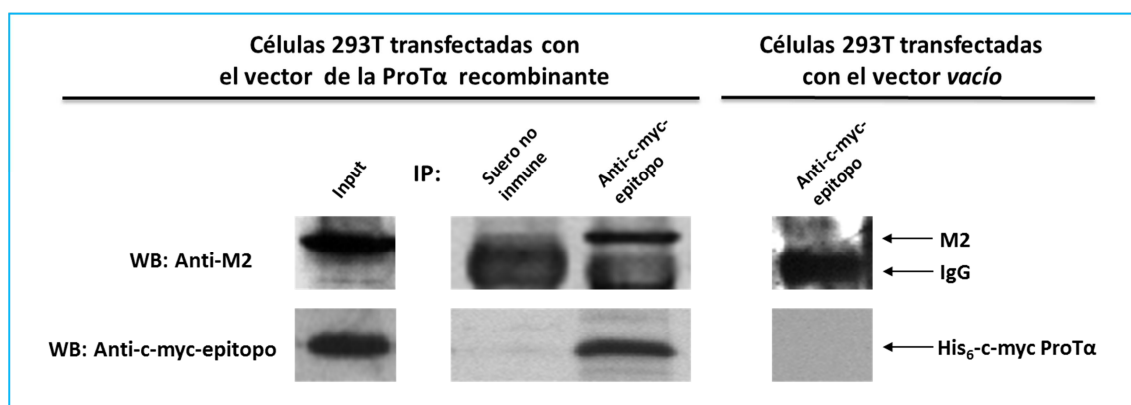 Células 293T transfectadas con
el vector de la ProTα recombinante
Células 293T transfectadas
con el vector vacío
Input
IP:
Suero no
inmune
Anti-c-myc-
epitopo
Anti-c-myc-
epitopo
WB: Anti-M2
M2
IgG
WB: Anti-c-myc-epitopo
His₆-c-myc ProTα